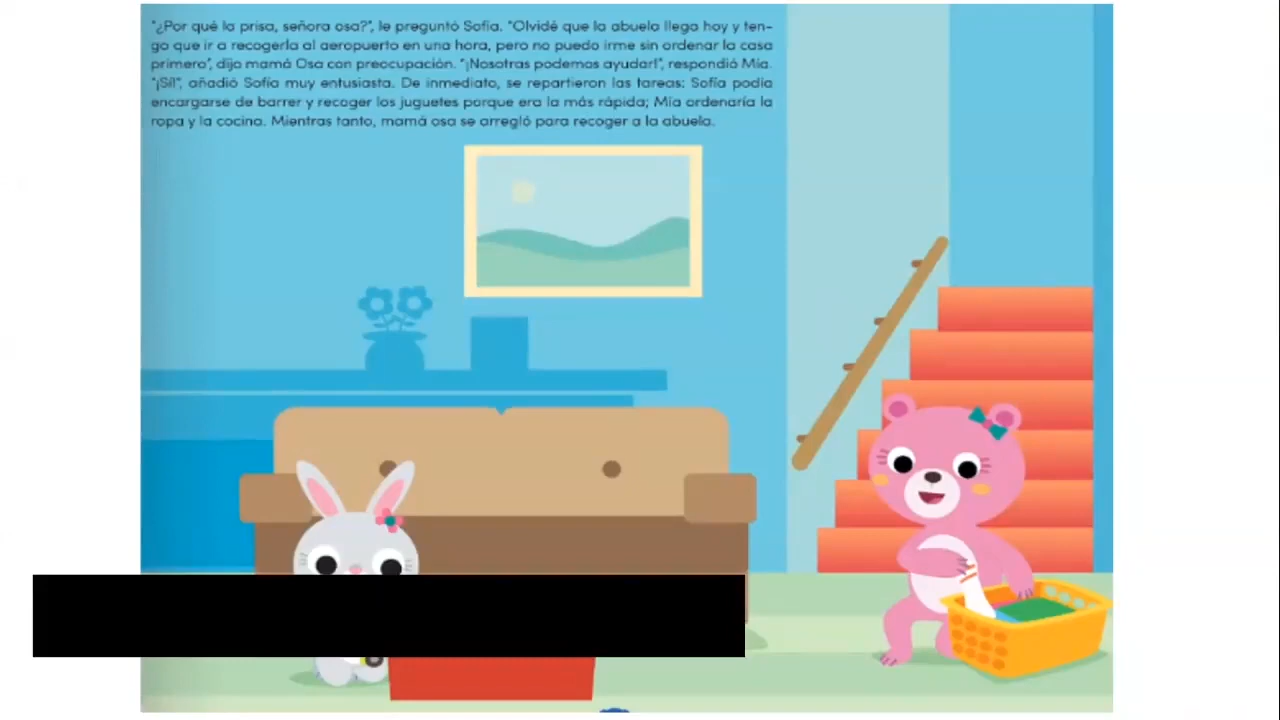 "¿Por qué la prisa, señora osa?", le preguntó Sofía. "Olvidé que la abuela llega hoy y ten-
go que ir a recogerla al aeropuerto en una hora, pero no puedo irme sin ordenar la casa
primero", dijo mamá Osa con preocupación. "¡Nosotras podemos ayudar!", respondió Mía.
"¡Sí!", añadió Sofía muy entusiasta. De inmediato, se repartieron las tareas: Sofía podía
encargarse de barrer y recoger los juguetes porque era la más rápida; Mía ordenaría la
ropa y la cocina. Mientras tanto, mamá osa se arregló para recoger a la abuela.